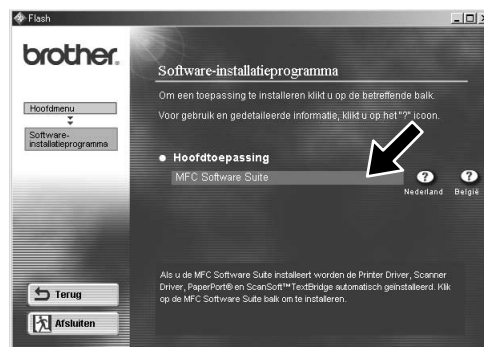 Flash
brother.
Hoofdmenu
Software-
installatieprogramma
Software-installatieprogramma
Om een toepassing te installeren klikt u op de betreffende balk.
Voor gebruik en gedetaileerde informatie, klikt u op het "?" icoon.
Hoofdtoepassing
MFC Software Suite
? ?
Nederland België
Als u de MFC Software Suite installeert worden de Printer Driver, Scanner
Driver, PaperPort® en ScanSoft™ TextBridge automatisch geïnstalleerd. Klik
op de MFC Software Suite balk om te installeren.
Terug
Afsluiten